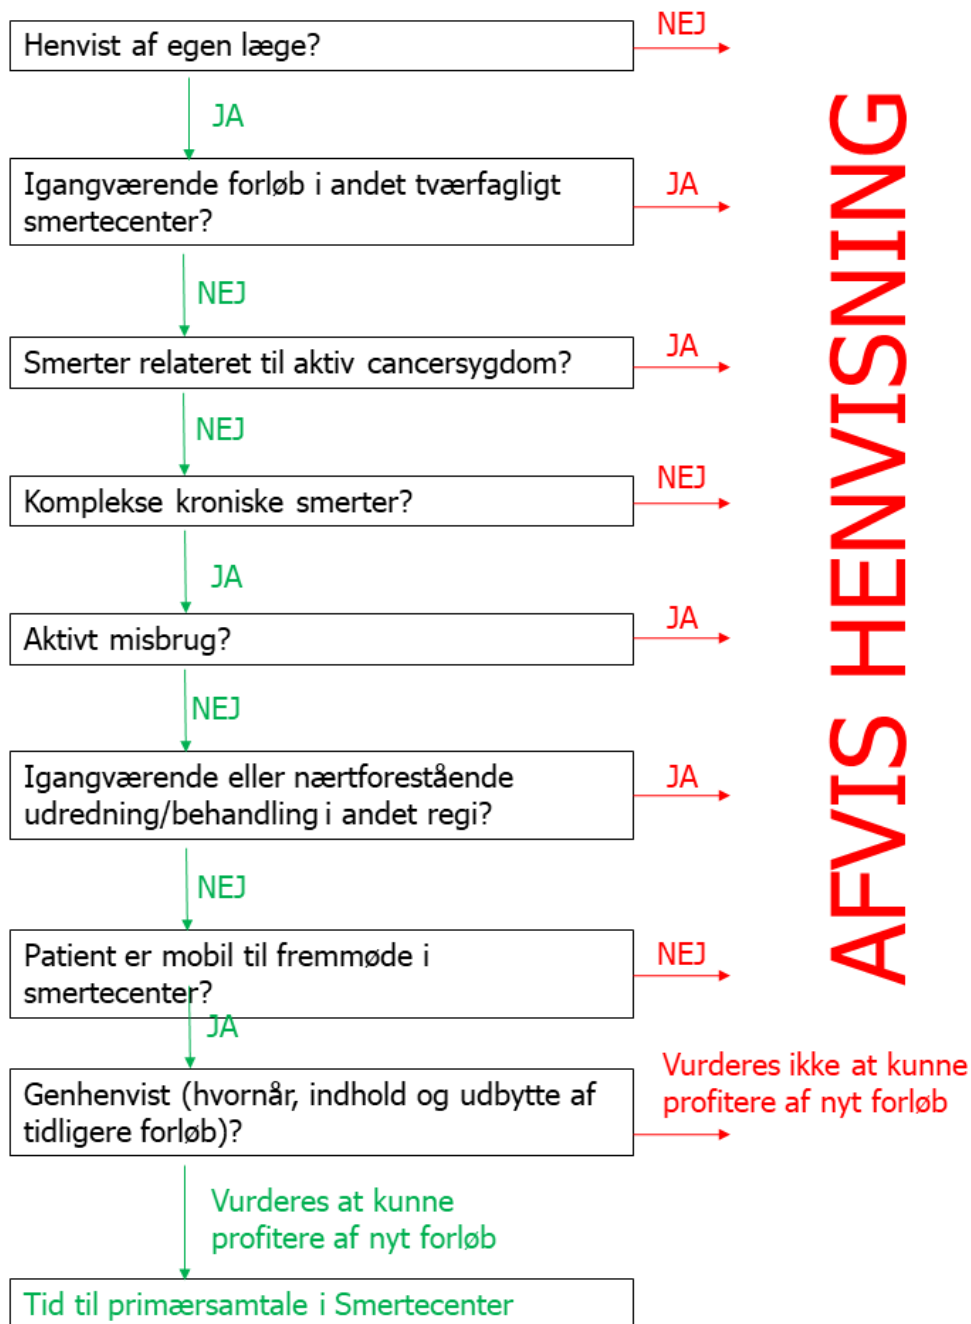 Henvist af egen læge?
NEJ
JA
Igangværende forløb i andet tværfagligt
smertecenter?
JA
NEJ
Smerter relateret til aktiv cancersygdom?
JA
NEJ
Komplekse kroniske smerter?
NEJ
JA
Aktivt misbrug?
JA
NEJ
Igangværende eller nærtforestående
udredning/behandling i andet regi?
JA
NEJ
Patient er mobil til fremmøde i
smertecenter?
NEJ
JA
Genhenvist (hvornår, indhold og udbytte af
tidligere forløb)?
Vurderes ikke at kunne
profitere af nyt forløb
Vurderes at kunne
profitere af nyt forløb
Tid til primærsamtale i Smertecenter
AFVIS HENVISNING